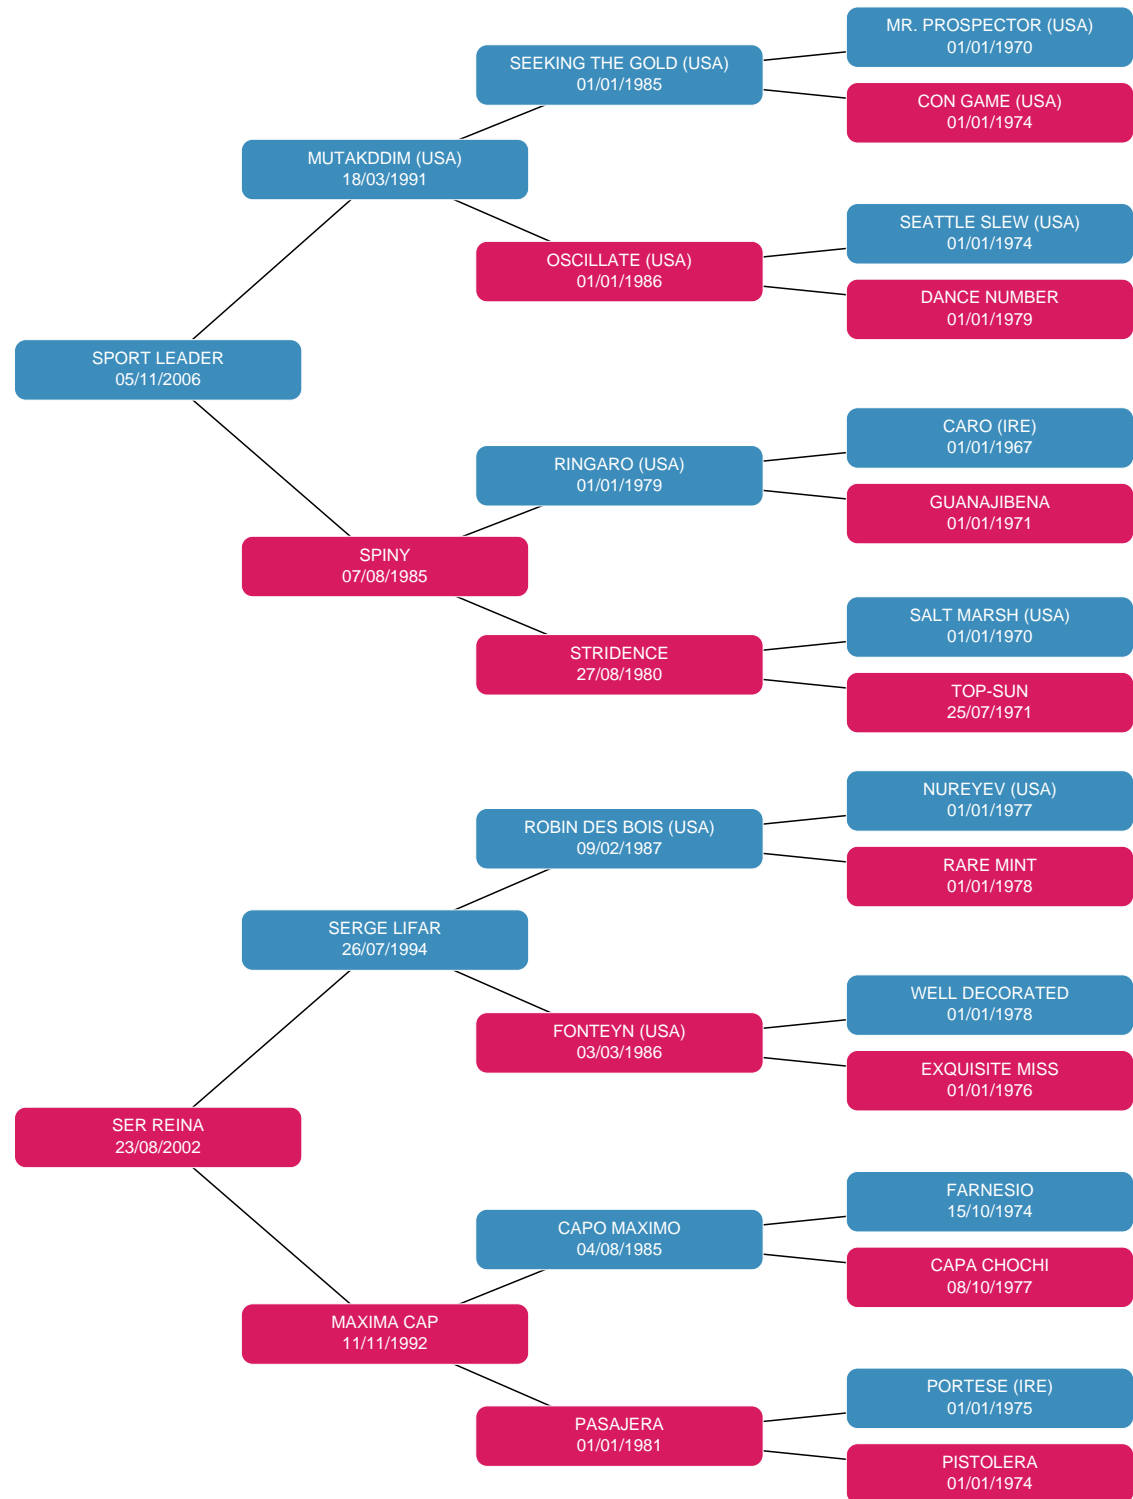 MR. PROSPECTOR (USA)
01/01/1970
SEEKING THE GOLD (USA)
01/01/1985
CON GAME (USA)
01/01/1974
MUTAKDDIM (USA)
18/03/1991
SEATTLE SLEW (USA)
01/01/1974
OSCILLATE (USA)
01/01/1986
DANCE NUMBER
01/01/1979
SPORT LEADER
05/11/2006
CARO (IRE)
01/01/1967
RINGARO (USA)
01/01/1979
GUANAJIBENA
01/01/1971
SPINY
07/08/1985
SALT MARSH (USA)
01/01/1970
STRIDENCE
27/08/1980
TOP-SUN
25/07/1971
NUREYEV (USA)
01/01/1977
ROBIN DES BOIS (USA)
09/02/1987
RARE MINT
01/01/1978
SERGE LIFAR
26/07/1994
WELL DECORATED
01/01/1978
FONTEYN (USA)
03/03/1986
EXQUISITE MISS
01/01/1976
SER REINA
23/08/2002
FARNESIO
15/10/1974
CAPO MAXIMO
04/08/1985
CAPA CHOCHI
08/10/1977
MAXIMA CAP
11/11/1992
PORTESE (IRE)
01/01/1975
PASAJERA
01/01/1981
PISTOLERA
01/01/1974